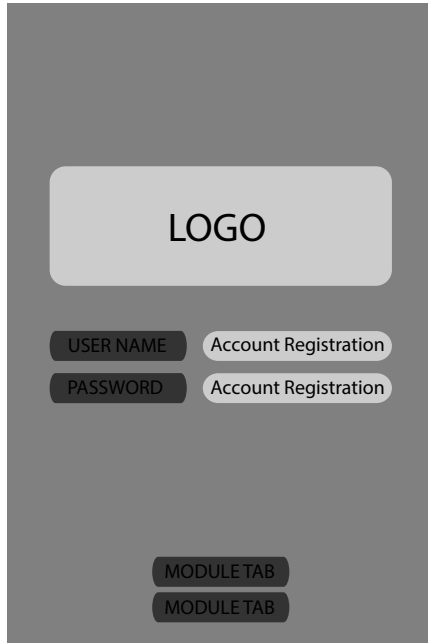 LOGO
USER NAME Account Registration
PASSWORD Account Registration
MODULE TAB
MODULE TAB